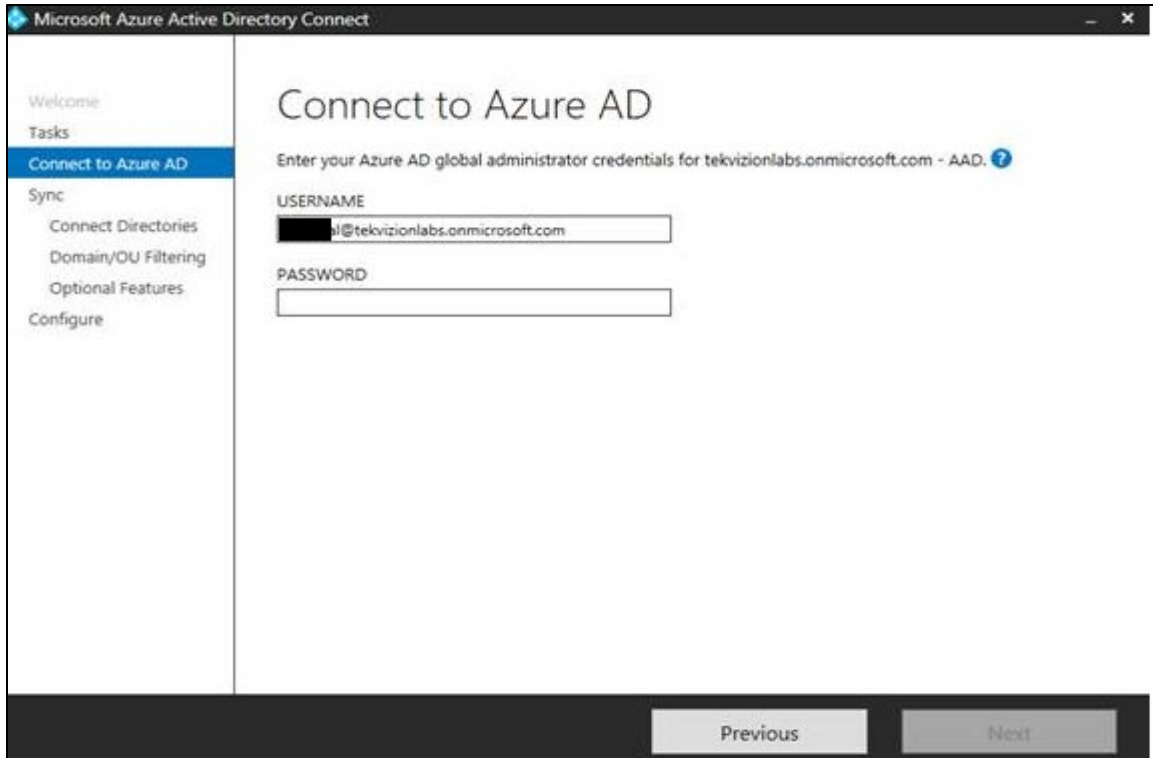 Microsoft Azure Active Directory Connect
Welcome
Tasks
Connect to Azure AD
Sync
Connect Directories
Domain/OU Filtering
Optional Features
Configure
Connect to Azure AD
Enter your Azure AD global administrator credentials for tekvizionlabs.onmicrosoft.com - AAD. ?
USERNAME
al@tekvizionlabs.onmicrosoft.com
PASSWORD
Previous
Next